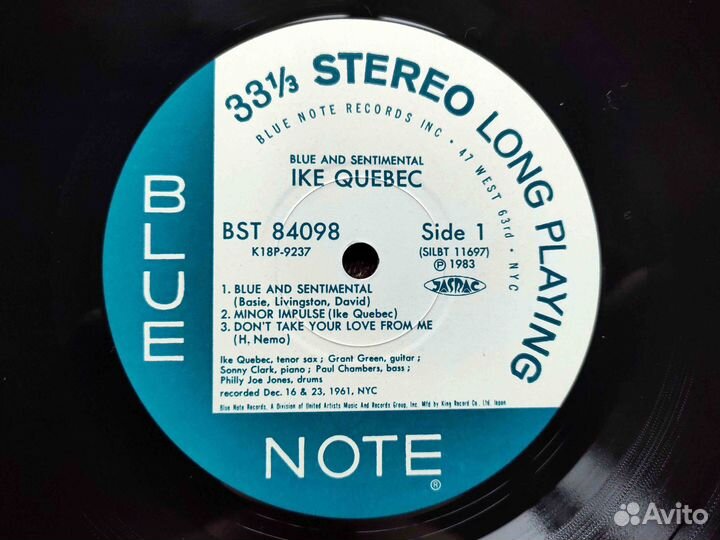 33⅓ STEREO LONG PLAYING
BLUE NOTE RECORDS INC • 47 WEST 63rd • NYC
BLUE AND SENTIMENTAL
IKE QUEBEC
BST 84098 Side 1
K18P-9237 (SILBT 11697)
Ⓟ 1983 JASRAC
1. BLUE AND SENTIMENTAL
(Basie, Livingston, David)
2. MINOR IMPULSE (Ike Quebec)
3. DON'T TAKE YOUR LOVE FROM ME
(H. Nemo)
Ike Quebec, tenor sax ; Grant Green, guitar ;
Sonny Clark, piano ; Paul Chambers, bass ;
Philly Joe Jones, drums
recorded Dec. 16 & 23, 1961, NYC
Blue Note Records, A Division of United Artists Music And Records Group, Inc. Mfd by King Record Co., Ltd. Japan
BLUE
NOTE®
Avito